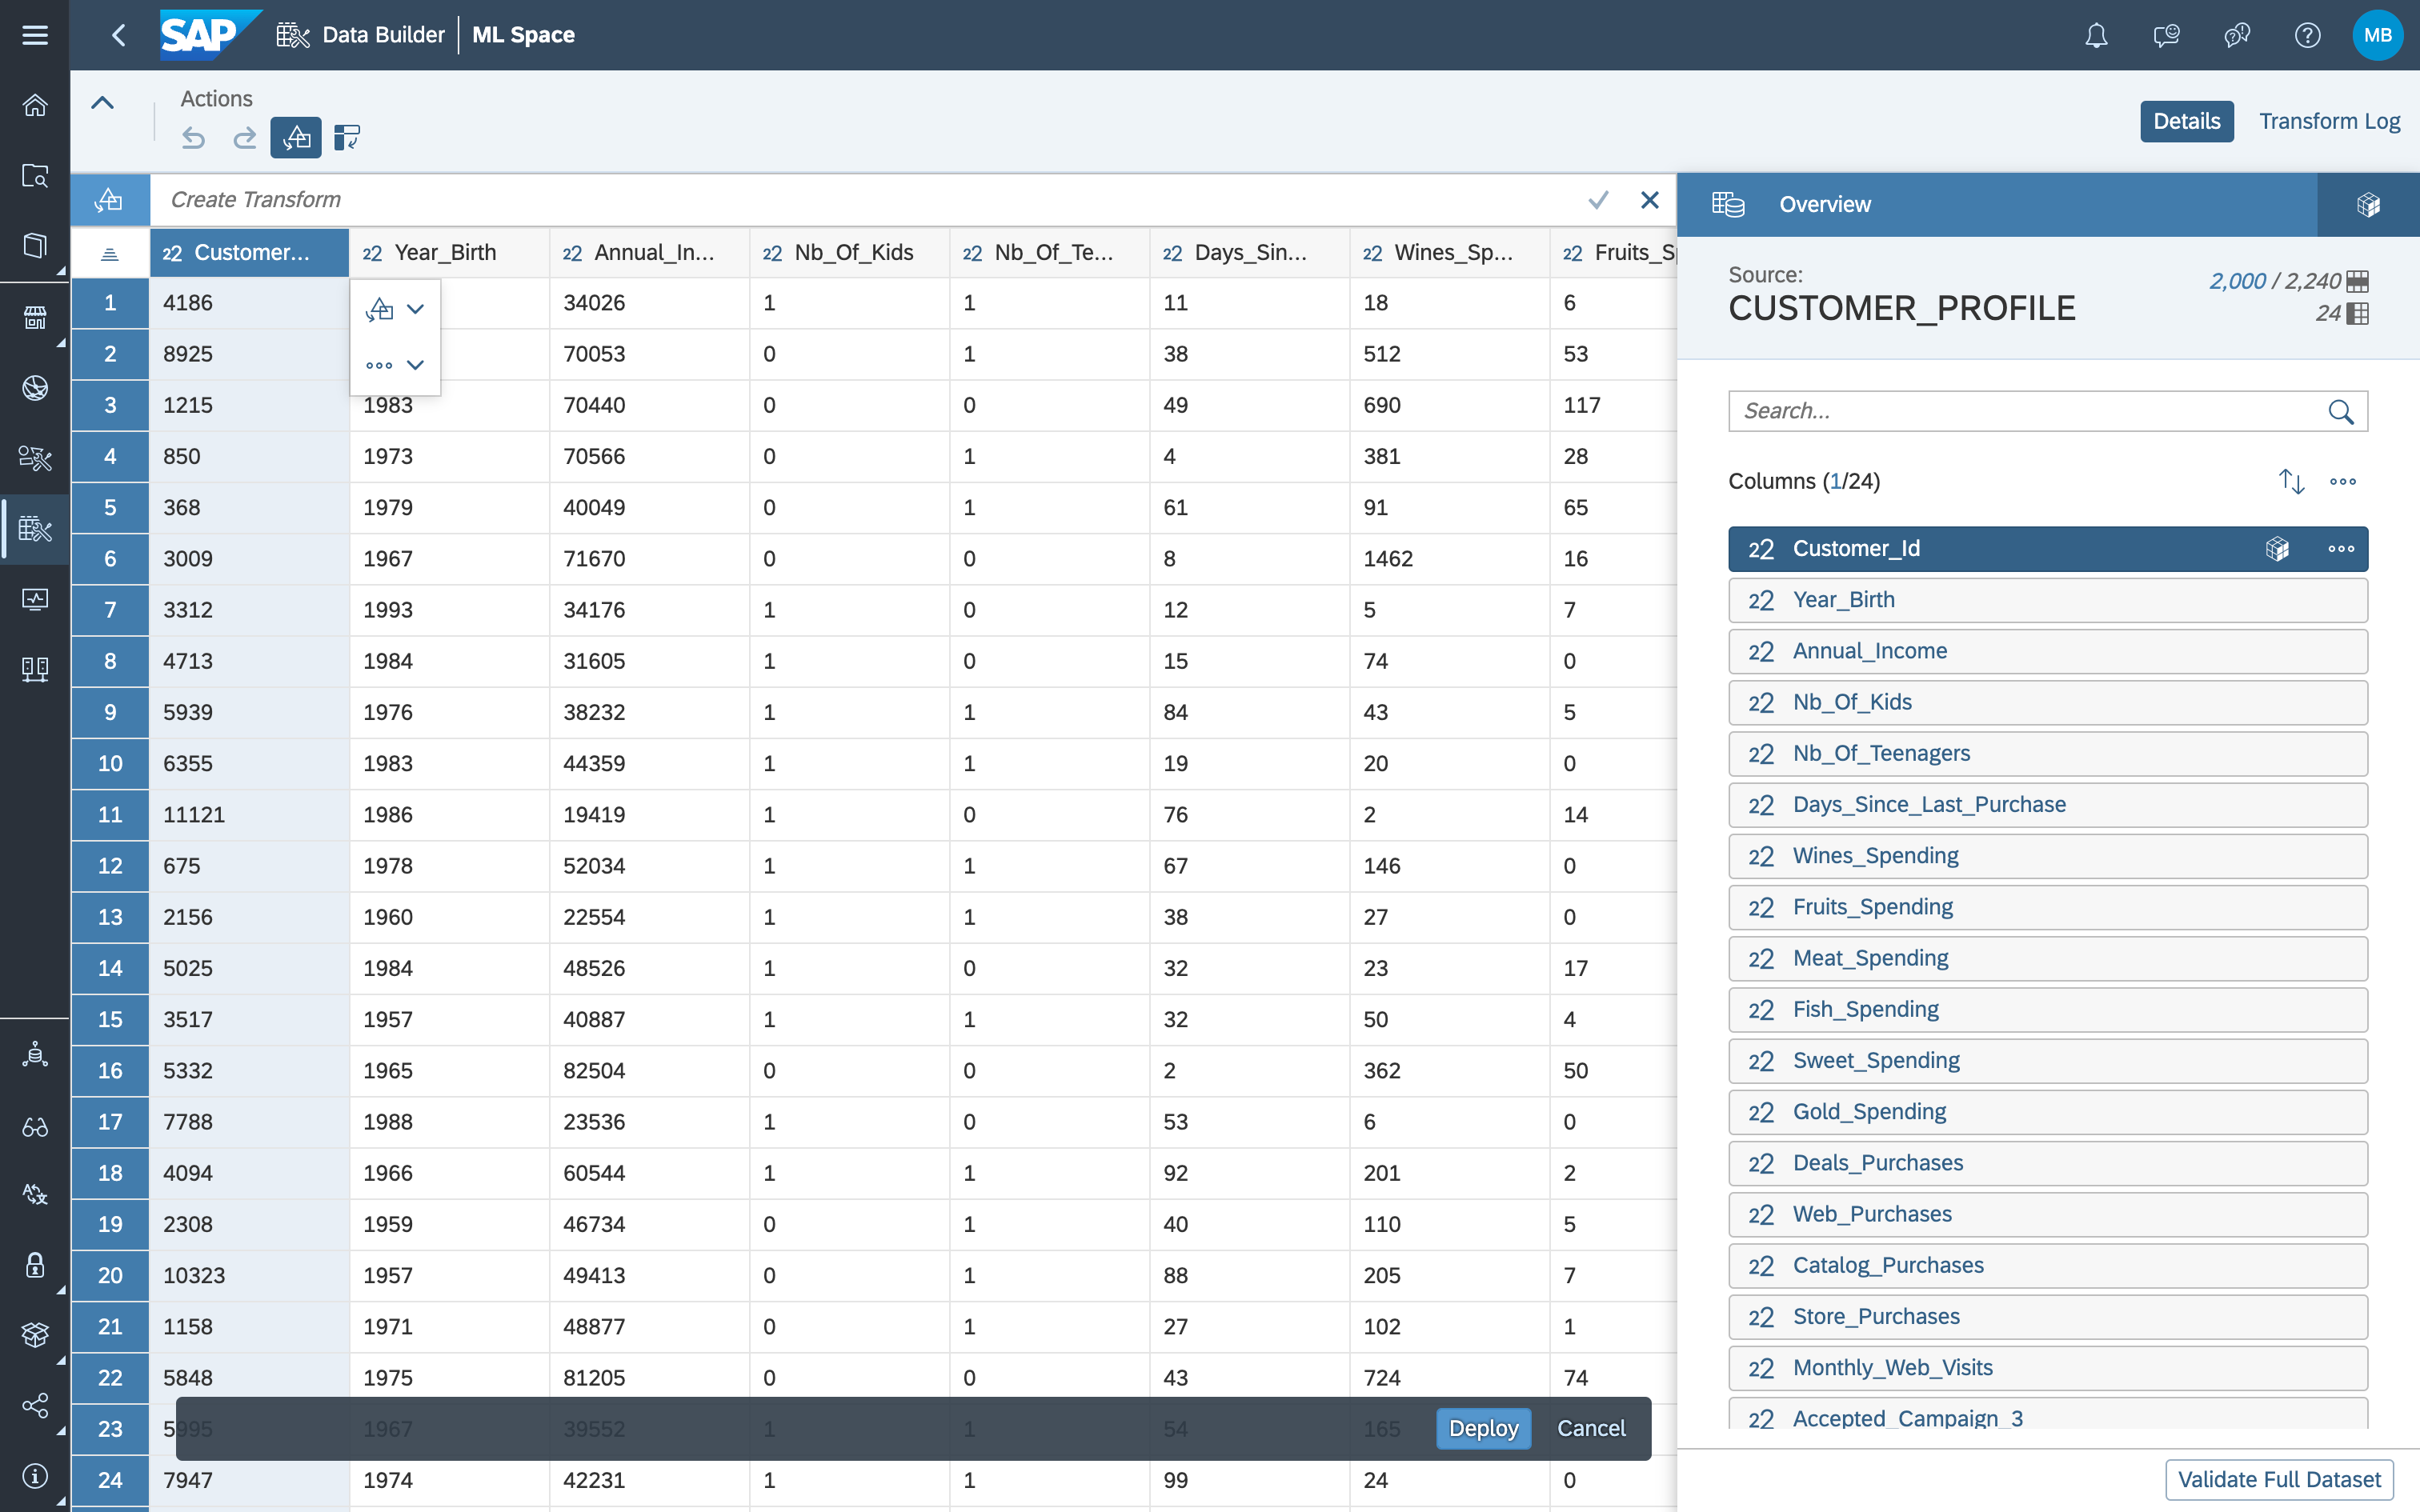 SAP Data Builder ML Space MB
Actions
Details Transform Log
Create Transform
Overview
22 Customer... 22 Year_Birth 22 Annual_In... 22 Nb_Of_Kids 22 Nb_Of_Te... 22 Days_Sin... 22 Wines_Sp... 22 Fruits_S
1 4186 34026 1 1 11 18 6
2 8925 70053 0 1 38 512 53
3 1215 1983 70440 0 0 49 690 117
4 850 1973 70566 0 1 4 381 28
5 368 1979 40049 0 1 61 91 65
6 3009 1967 71670 0 0 8 1462 16
7 3312 1993 34176 1 0 12 5 7
8 4713 1984 31605 1 0 15 74 0
9 5939 1976 38232 1 1 84 43 5
10 6355 1983 44359 1 1 19 20 0
11 11121 1986 19419 1 0 76 2 14
12 675 1978 52034 1 1 67 146 0
13 2156 1960 22554 1 1 38 27 0
14 5025 1984 48526 1 0 32 23 17
15 3517 1957 40887 1 1 32 50 4
16 5332 1965 82504 0 0 2 362 50
17 7788 1988 23536 1 0 53 6 0
18 4094 1966 60544 1 1 92 201 2
19 2308 1959 46734 0 1 40 110 5
20 10323 1957 49413 0 1 88 205 7
21 1158 1971 48877 0 1 27 102 1
22 5848 1975 81205 0 0 43 724 74
23 5995 1967 39552 1 1 54 165
Deploy Cancel
24 7947 1974 42231 1 1 99 24 0
Source:
CUSTOMER_PROFILE
2,000 / 2,240
24
Search...
Columns (1/24)
22 Customer_Id
22 Year_Birth
22 Annual_Income
22 Nb_Of_Kids
22 Nb_Of_Teenagers
22 Days_Since_Last_Purchase
22 Wines_Spending
22 Fruits_Spending
22 Meat_Spending
22 Fish_Spending
22 Sweet_Spending
22 Gold_Spending
22 Deals_Purchases
22 Web_Purchases
22 Catalog_Purchases
22 Store_Purchases
22 Monthly_Web_Visits
22 Accepted_Campaign_3
Validate Full Dataset